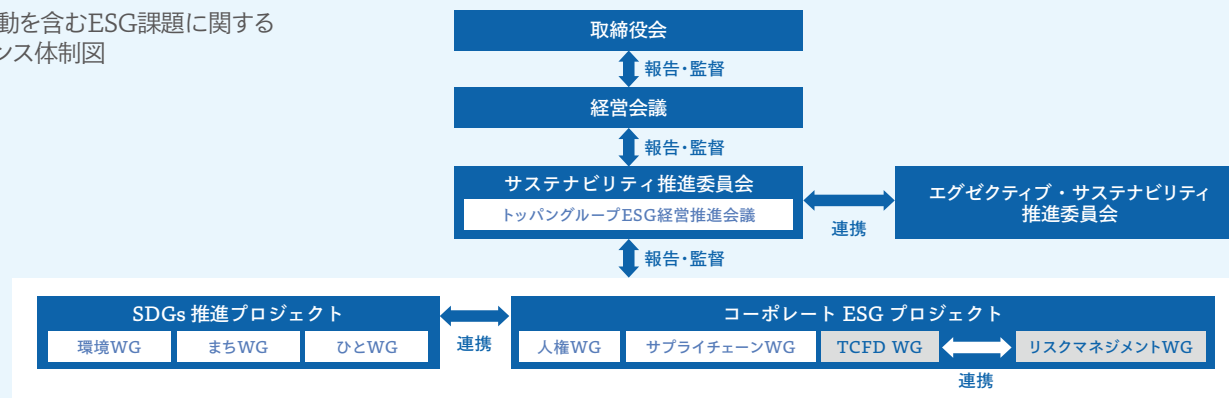 動を含むESG課題に関する
ンス体制図
取締役会
報告・監督
経営会議
報告・監督
サステナビリティ推進委員会
トッパングループESG経営推進会議
連携
エグゼクティブ・サステナビリティ
推進委員会
報告・監督
SDGs 推進プロジェクト
環境WG
まちWG
ひとWG
連携
コーポレート ESG プロジェクト
人権WG
サプライチェーンWG
TCFD WG
リスクマネジメントWG
連携